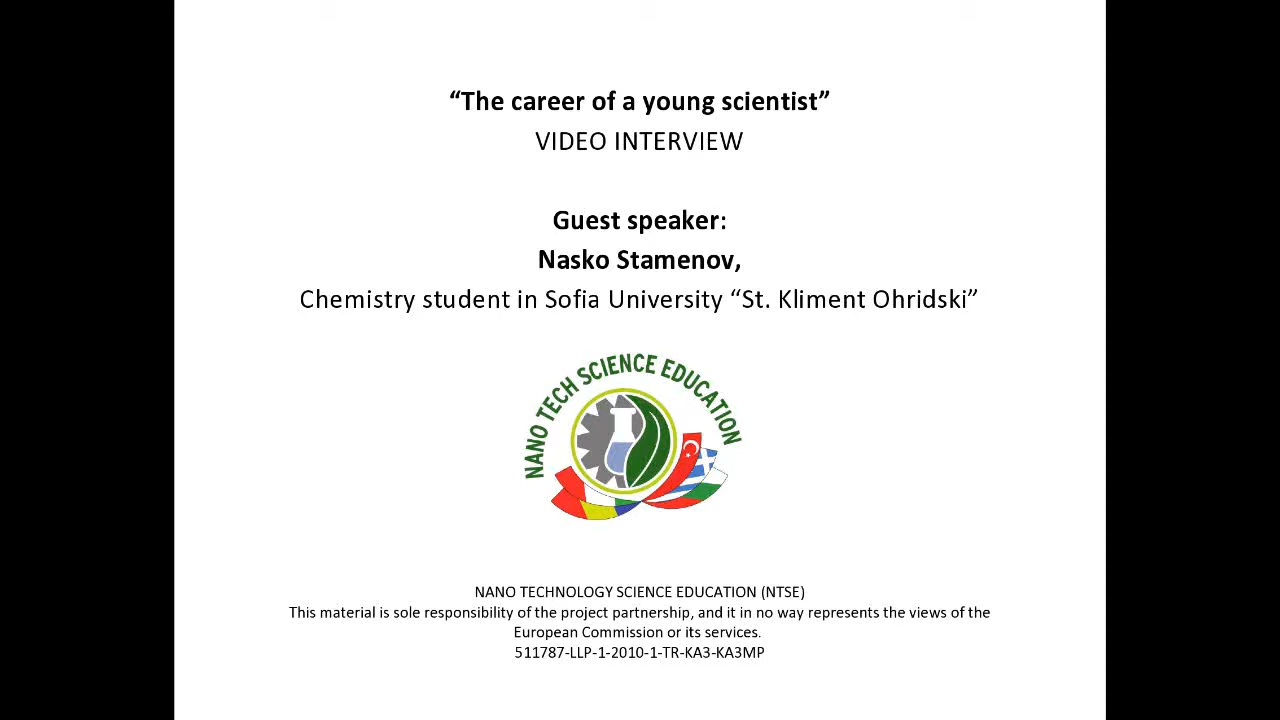 “The career of a young scientist”
VIDEO INTERVIEW
Guest speaker:
Nasko Stamenov,
Chemistry student in Sofia University “St. Kliment Ohridski”
NANO TECH SCIENCE EDUCATION
NANO TECHNOLOGY SCIENCE EDUCATION (NTSE)
This material is sole responsibility of the project partnership, and it in no way represents the views of the
European Commission or its services.
511787-LLP-1-2010-1-TR-KA3-KA3MP